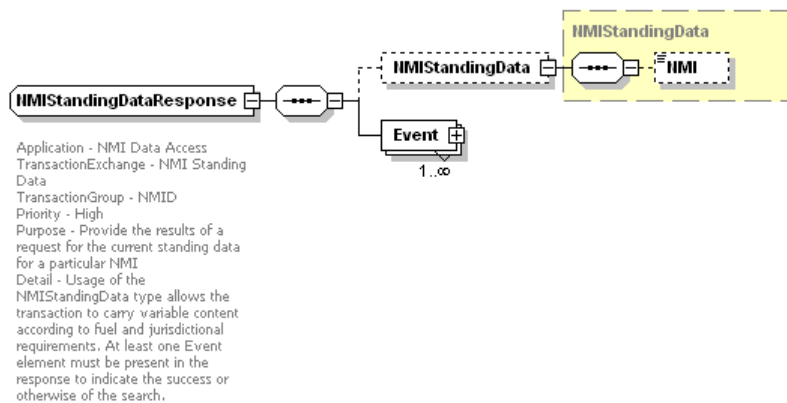 NMIStandingData
NMIStandingData
NMI
NMIStandingDataResponse
Event
1..∞
Application - NMI Data Access
TransactionExchange - NMI Standing
Data
TransactionGroup - NMID
Priority - High
Purpose - Provide the results of a
request for the current standing data
for a particular NMI
Detail - Usage of the
NMIStandingData type allows the
transaction to carry variable content
according to fuel and jurisdictional
requirements. At least one Event
element must be present in the
response to indicate the success or
otherwise of the search.